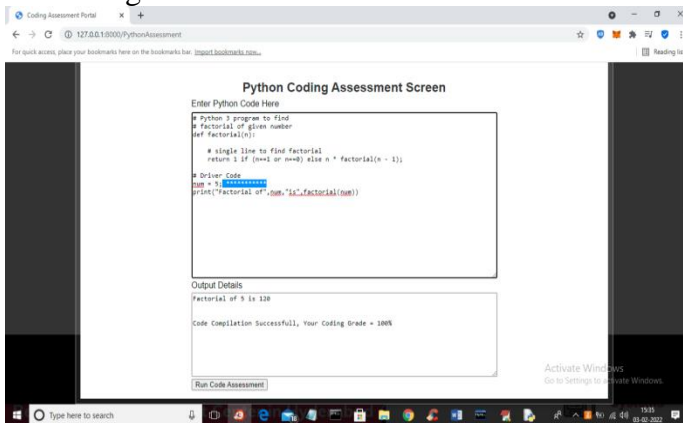 Coding Assessment Portal
127.0.0.1:8000/PythonAssessment
For quick access, place your bookmarks here on the bookmarks bar. Import bookmarks now...
Reading lis
Python Coding Assessment Screen
Enter Python Code Here
# Python 3 program to find
# factorial of given number
def factorial(n):
# single line to find factorial
return 1 if (n==1 or n==0) else n * factorial(n - 1);
# Driver Code
num = 5;
print("Factorial of",num,"is",factorial(num))
Output Details
Factorial of 5 is 120
Code Compilation Successfull, Your Coding Grade = 100%
Run Code Assessment
Activate Windows
Go to Settings to activate Windows.
Type here to search
15:35
03-02-2022